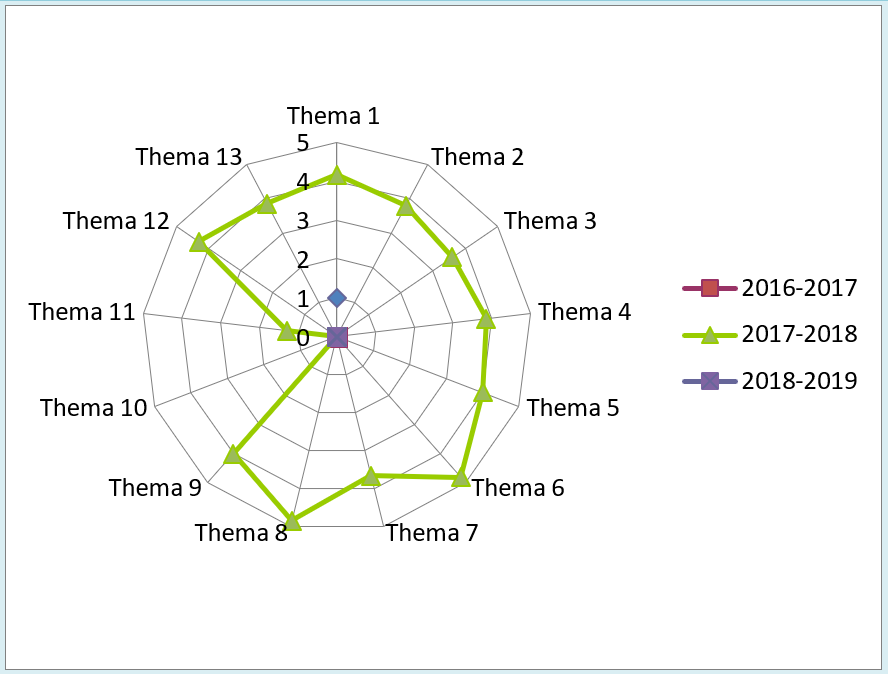 Thema 1
Thema 2
Thema 3
Thema 4
Thema 5
Thema 6
Thema 7
Thema 8
Thema 9
Thema 10
Thema 11
Thema 12
Thema 13
5
4
3
2
1
0
2016-2017
2017-2018
2018-2019